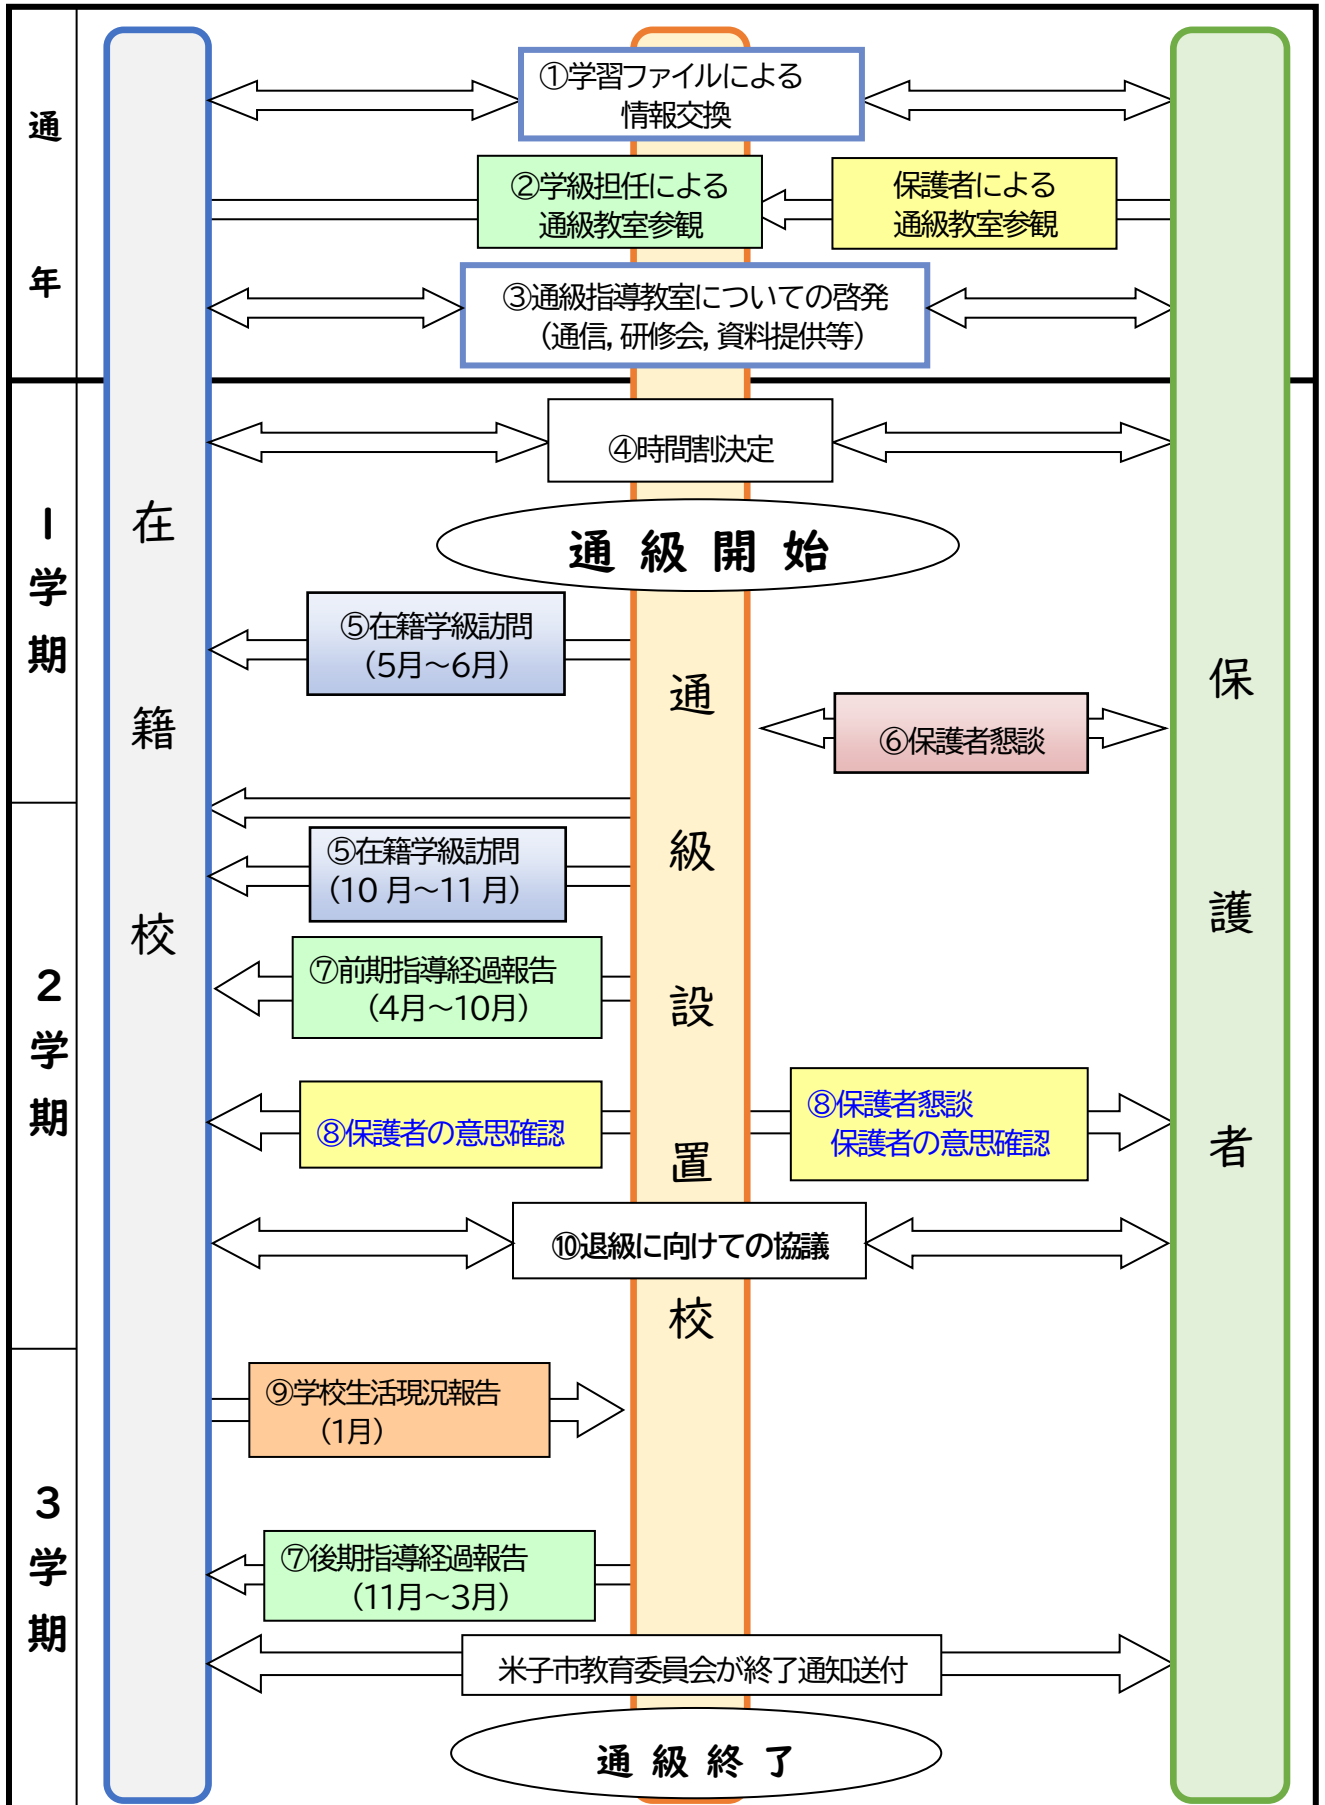 通
年
①学習ファイルによる
情報交換
②学級担任による
通級教室参観
保護者による
通級教室参観
③通級指導教室についての啓発
（通信, 研修会, 資料提供等）
在
籍
校
通
級
設
置
校
保
護
者
1
学
期
④時間割決定
通 級 開 始
⑤在籍学級訪問
（5月～6月）
⑥保護者懇談
2
学
期
⑤在籍学級訪問
（10 月～11 月）
⑦前期指導経過報告
（4月～10月）
⑧保護者の意思確認
⑧保護者懇談
保護者の意思確認
⑩退級に向けての協議
3
学
期
⑨学校生活現況報告
（1月）
⑦後期指導経過報告
（11月～3月）
米子市教育委員会が終了通知送付
通 級 終 了